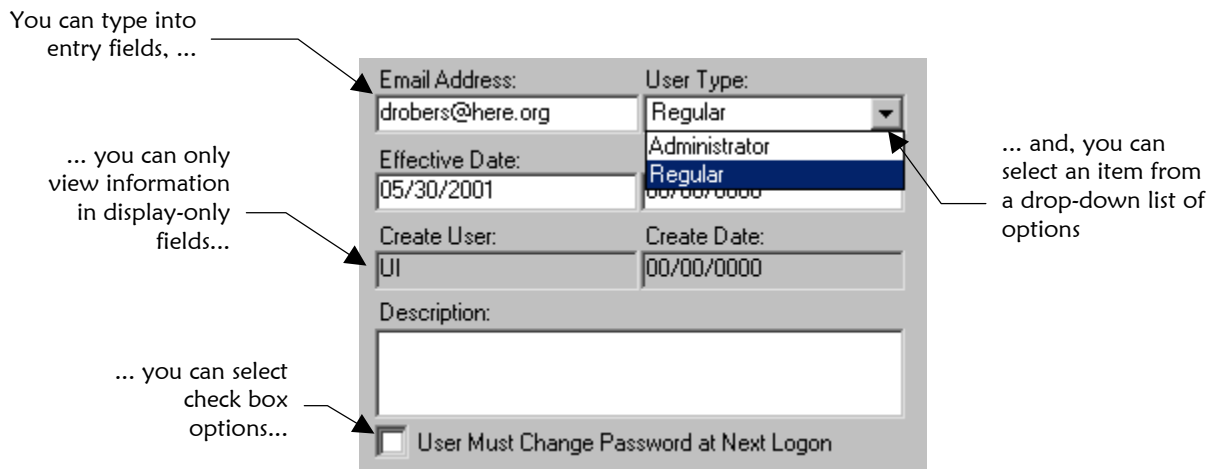 You can type into
entry fields, ...
Email Address:
User Type:
drobers@here.org
Regular
Administrator
Regular
... you can only
view information
in display-only
fields...
Effective Date:
05/30/2001
00/00/0000
... and, you can
select an item from
a drop-down list of
options
Create User:
Create Date:
UI
00/00/0000
Description:
... you can select
check box
options...
User Must Change Password at Next Logon